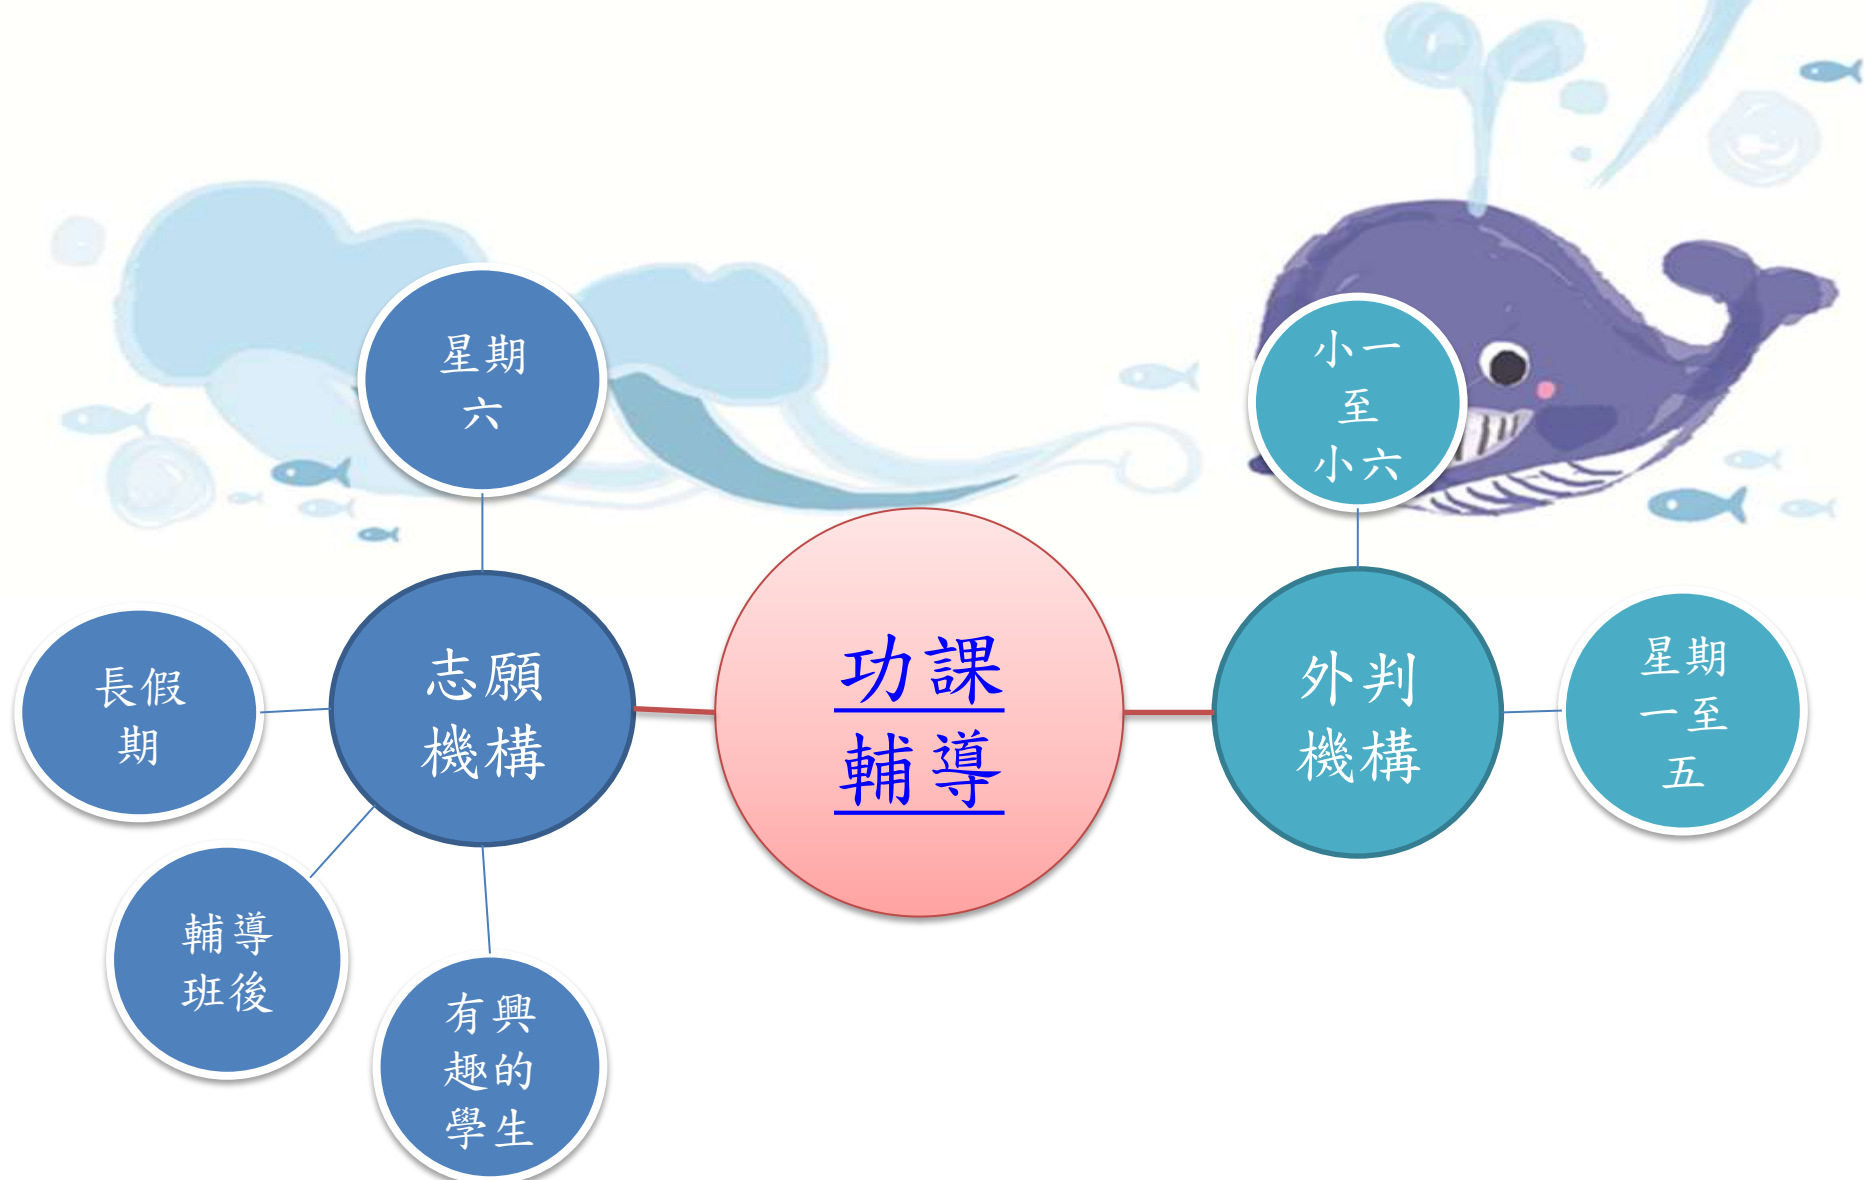 星期
六
小一
至
小六
長假
期
志願
機構
功課
輔導
外判
機構
星期
一至
五
輔導
班後
有興
趣的
學生